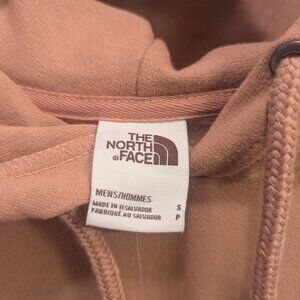 THE
NORTH
FACE
MENS/HOMMES
MADE IN EL SALVADOR S
FABRIQUÉ AU SALVADOR P